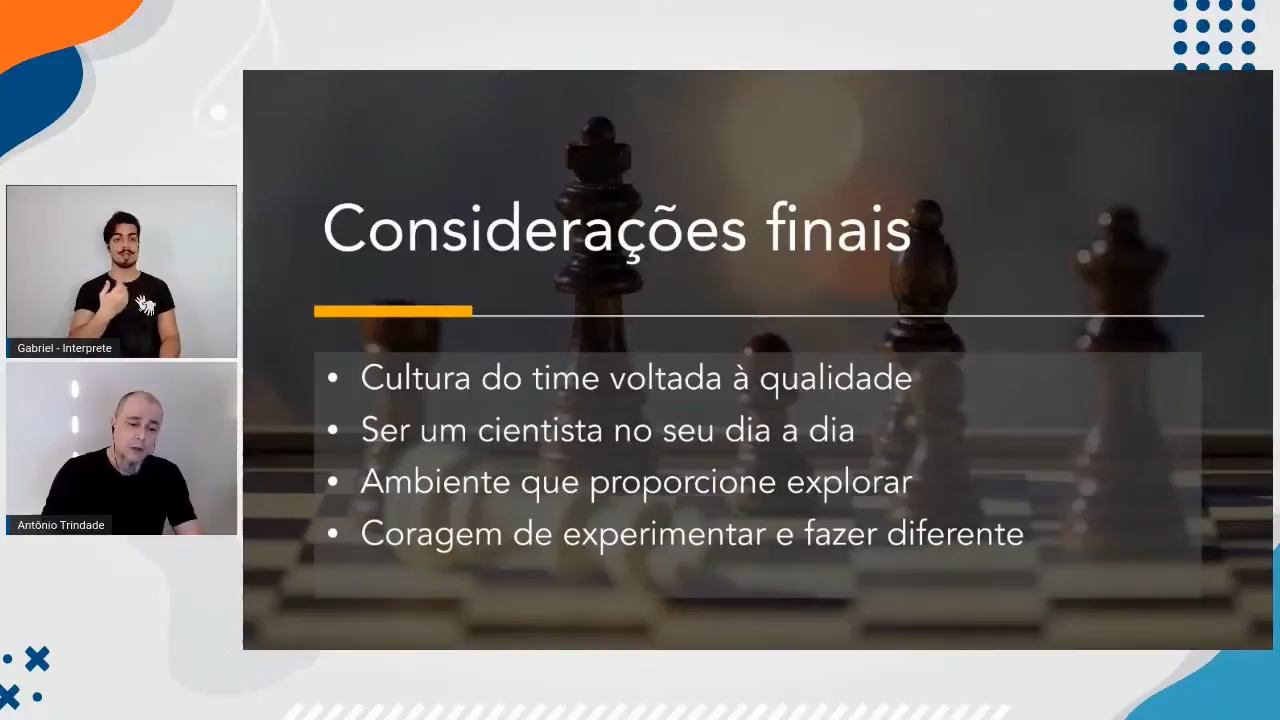 Considerações finais
• Cultura do time voltada à qualidade
• Ser um cientista no seu dia a dia
• Ambiente que proporcione explorar
• Coragem de experimentar e fazer diferente
Gabriel - Interprete
Antônio Trindade